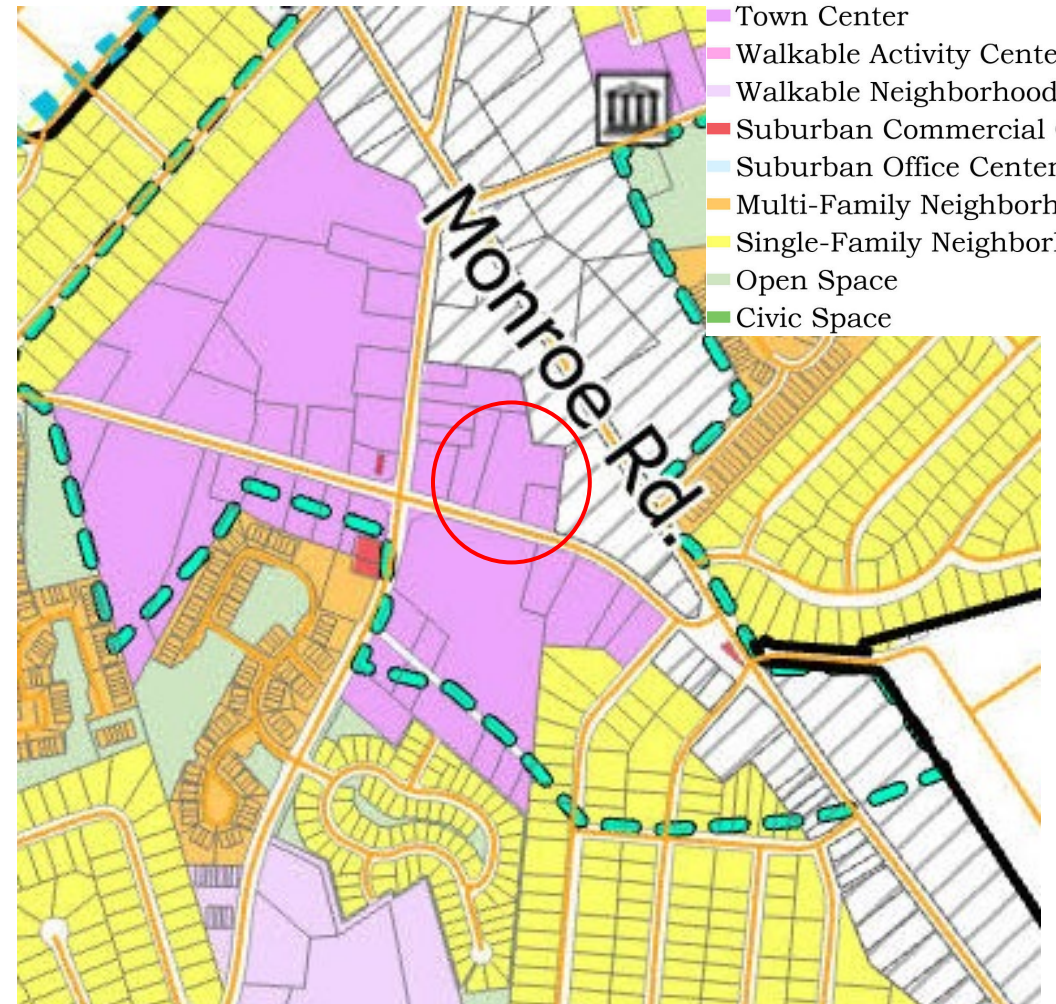 Town Center
Walkable Activity Cente
Walkable Neighborhood
Suburban Commercial
Suburban Office Center
Multi-Family Neighborh
Single-Family Neighborh
Open Space
Civic Space
Monroe Rd.